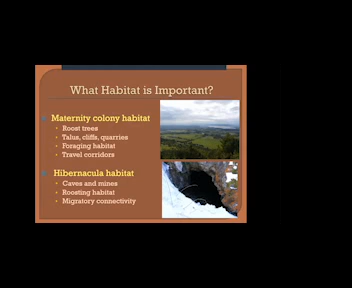 What Habitat is Important?
Maternity colony habitat
• Roost trees
• Talus, cliffs, quarries
• Foraging habitat
• Travel corridors
Hibernacula habitat
• Caves and mines
• Roosting habitat
• Migratory connectivity